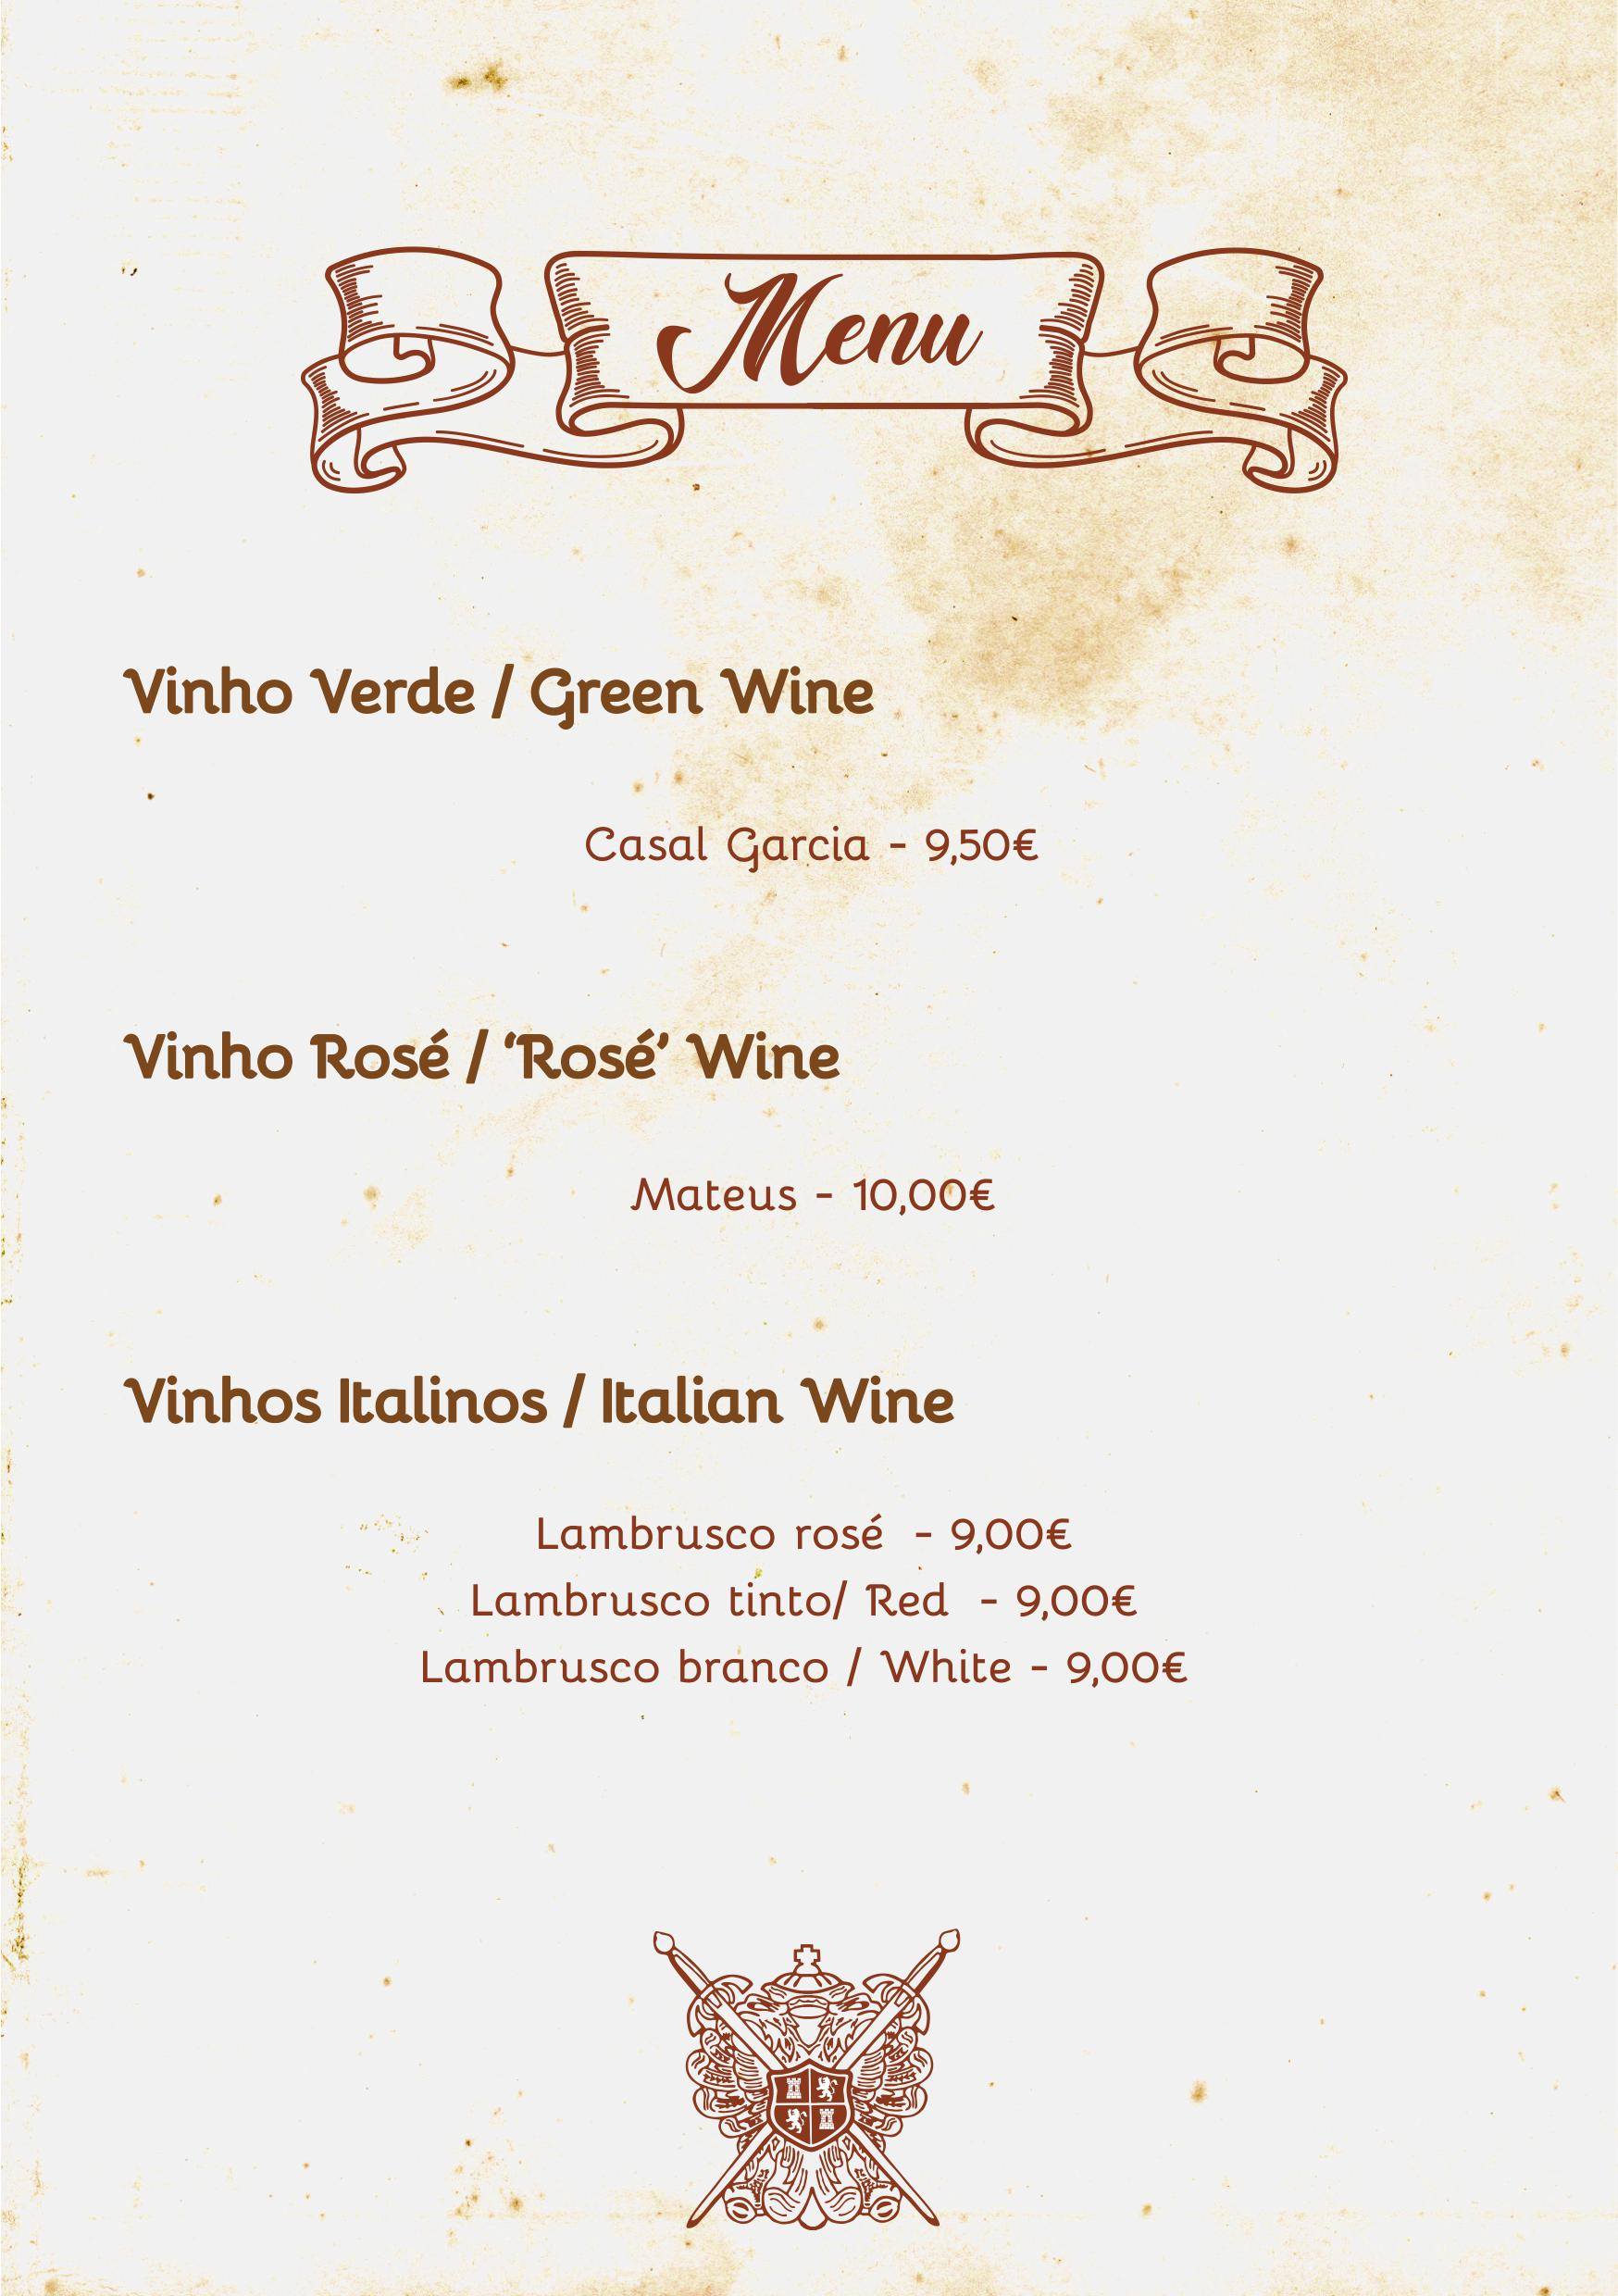 Menu
Vinho Verde / Green Wine
Casal Garcia - 9,50€
Vinho Rosé / ‘Rosé’ Wine
Mateus - 10,00€
Vinhos Italinos / Italian Wine
Lambrusco rosé - 9,00€
Lambrusco tinto/ Red - 9,00€
Lambrusco branco / White - 9,00€